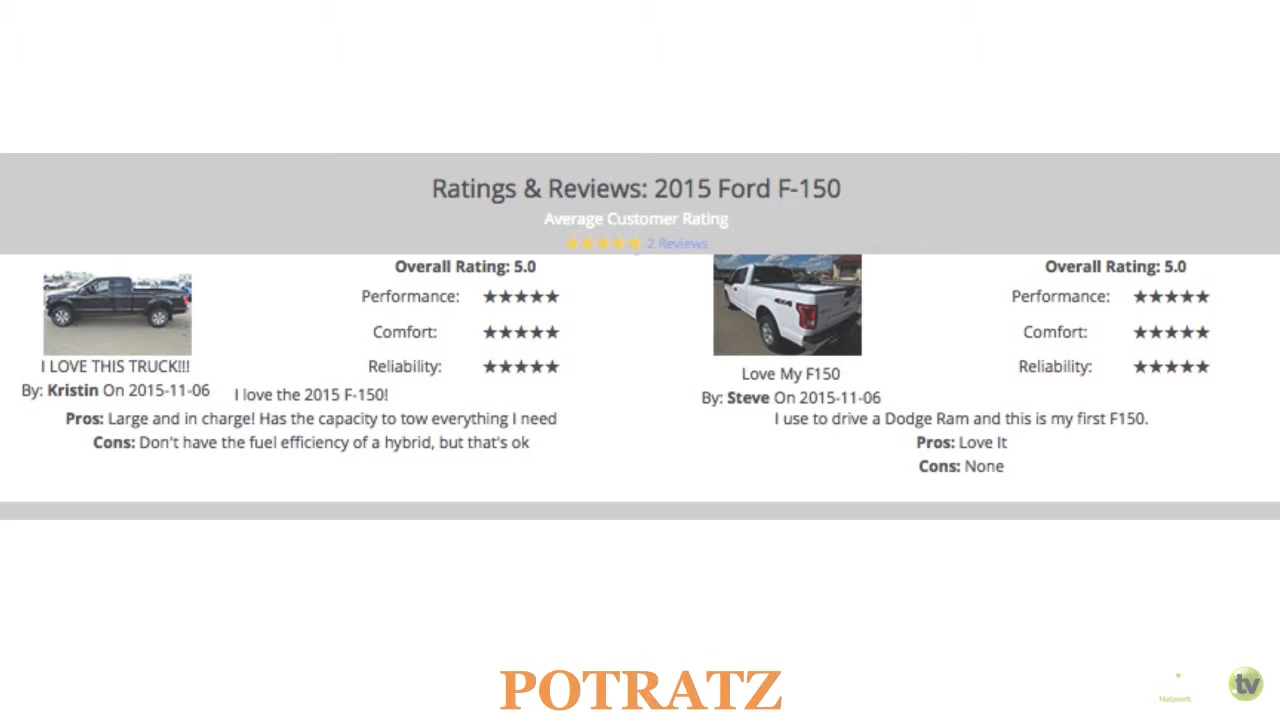 Ratings & Reviews: 2015 Ford F-150
Average Customer Rating
★★★★★ 2 Reviews
Overall Rating: 5.0
Performance: ★★★★★
Comfort: ★★★★★
Reliability: ★★★★★
I LOVE THIS TRUCK!!!
By: Kristin On 2015-11-06
I love the 2015 F-150!
Pros: Large and in charge! Has the capacity to tow everything I need
Cons: Don't have the fuel efficiency of a hybrid, but that's ok
Overall Rating: 5.0
Performance: ★★★★★
Comfort: ★★★★★
Reliability: ★★★★★
Love My F150
By: Steve On 2015-11-06
I use to drive a Dodge Ram and this is my first F150.
Pros: Love It
Cons: None
POTRATZ
Network
.tv